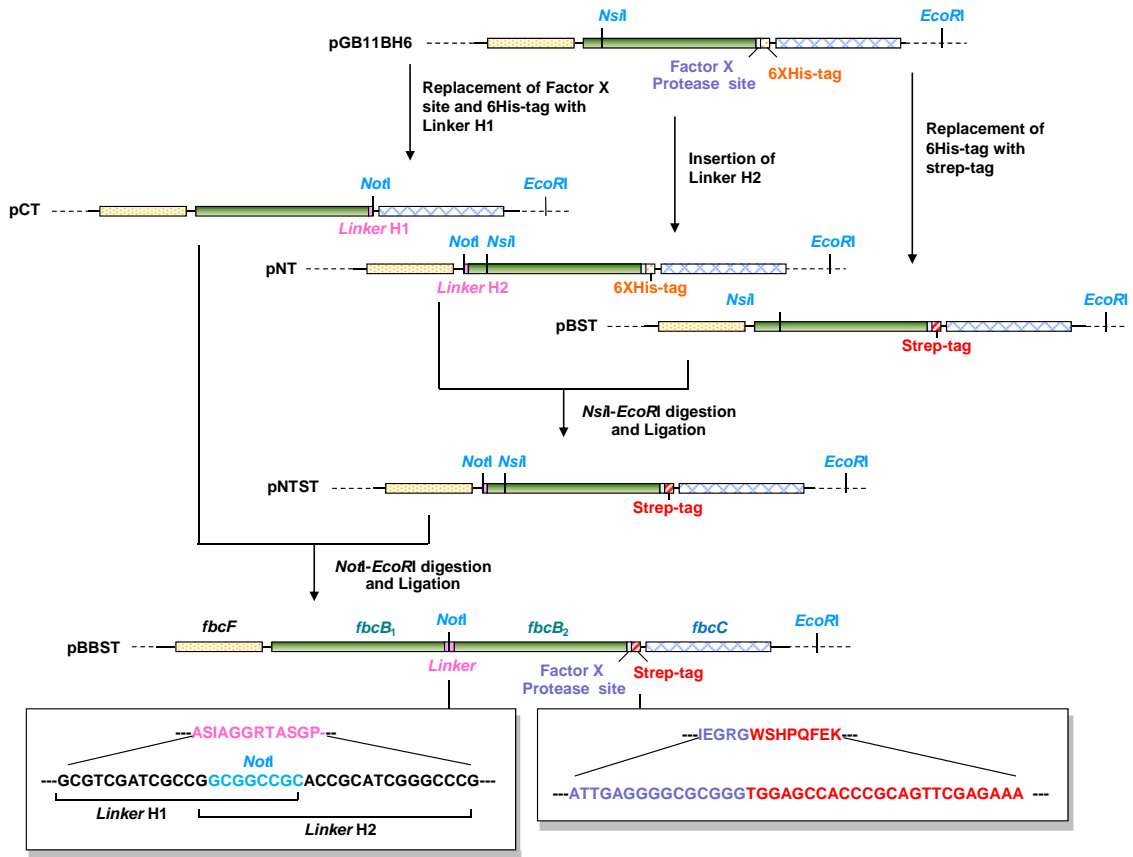 NsiI
EcoRI
pGB11BH6
Factor X
Protease site
6XHis-tag
Replacement of Factor X
site and 6His-tag with
Linker H1
Insertion of
Linker H2
Replacement of
6His-tag with
strep-tag
NotI
EcoRI
pCT
Linker H1
NotI NsiI
EcoRI
pNT
Linker H2
6XHis-tag
NsiI
EcoRI
pBST
Strep-tag
NsiI-EcoRI digestion
and Ligation
NotI NsiI
EcoRI
pNTST
Strep-tag
NotI-EcoRI digestion
and Ligation
fbcF
fbcB1
NotI
fbcB2
fbcC
EcoRI
pBBST
Linker
Factor X
Protease site
Strep-tag
---ASIAGGRTASGP---
NotI
---GCGTCGATCGCCGGCGGCCGCACCGCATCGGGCCCG---
Linker H1
Linker H2
---IEGRGWSHPQFEK---
---ATTGAGGGGCGCGGGTGGAGCCACCCGCAGTTCGAGAAA ---